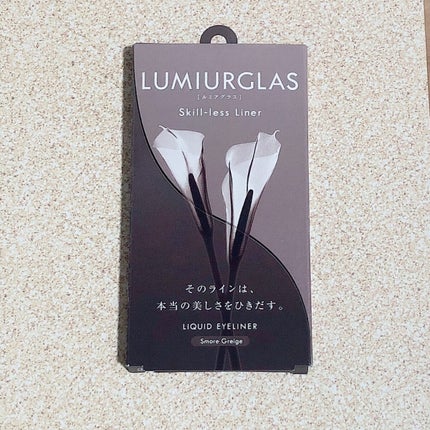 LUMIURGLAS
[ルミアグラス]
Skill-less Liner
そのラインは、
本当の美しさをひきだす。
LIQUID EYELINER
Smore Greige